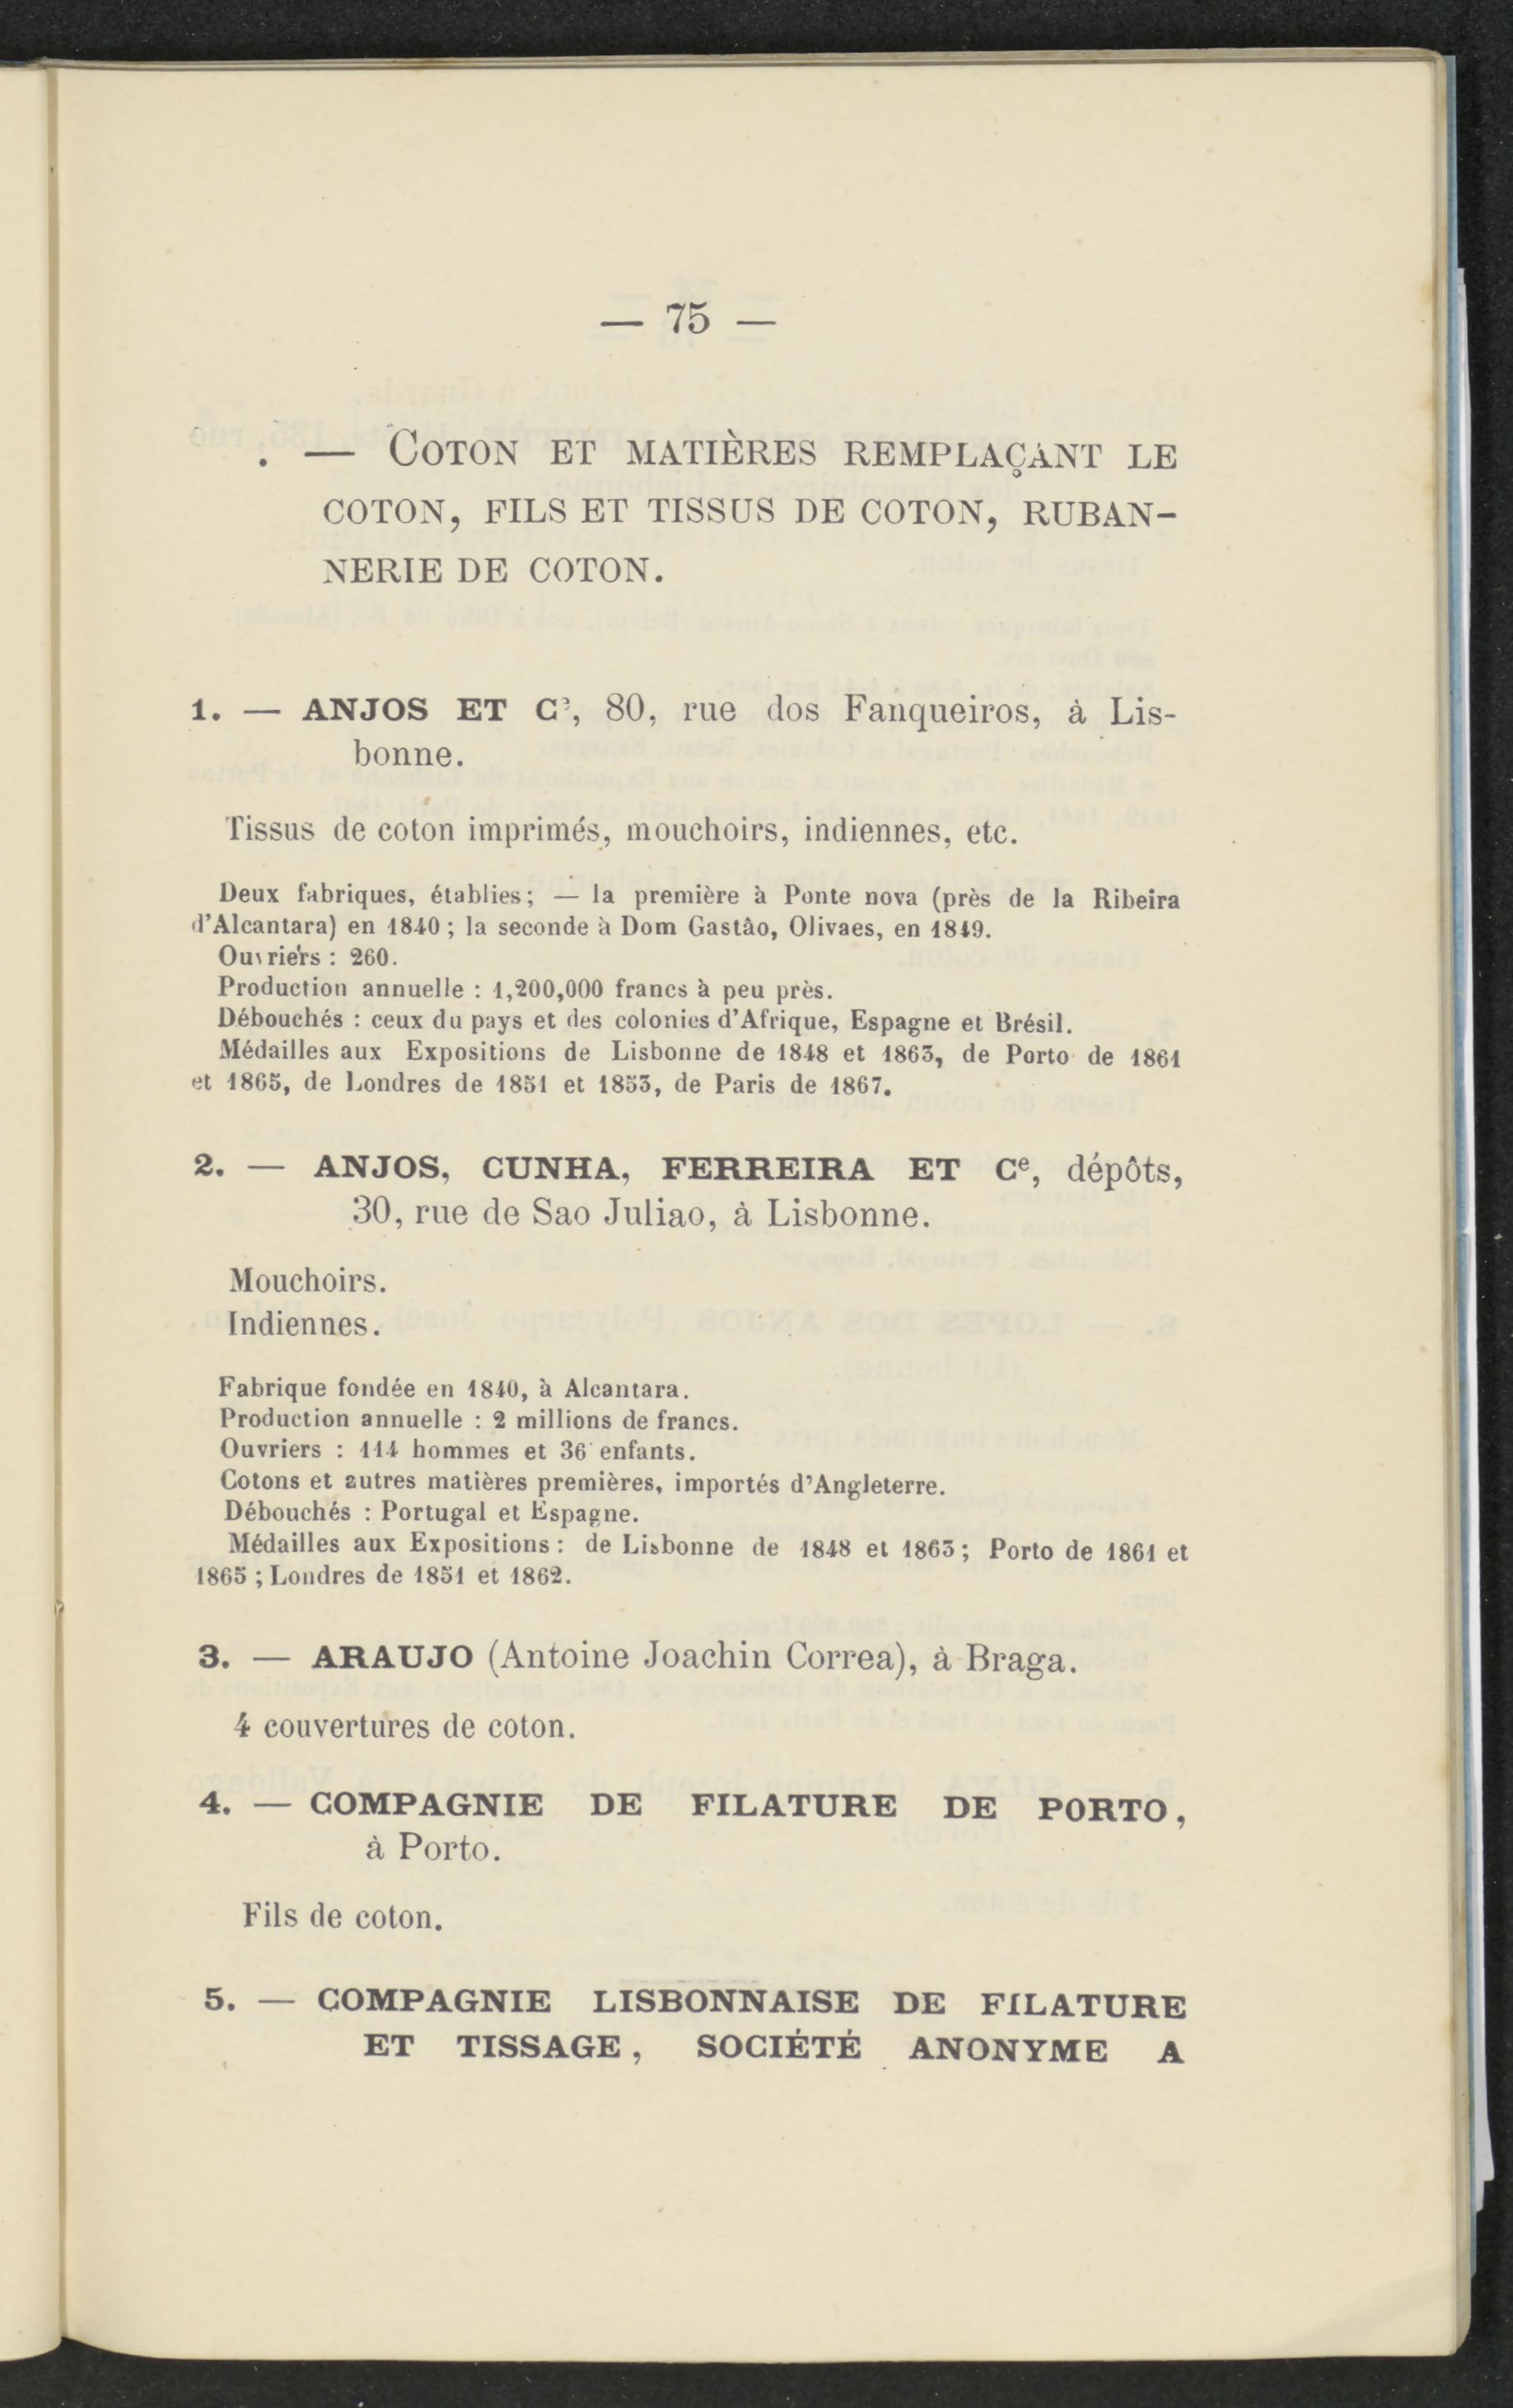 — 75 —
. — COTON ET MATIÈRES REMPLAÇANT LE
COTON, FILS ET TISSUS DE COTON, RUBAN-
NERIE DE COTON.
1. — ANJOS ET Cᵉ, 80, rue dos Fanqueiros, à Lis-
bonne.
Tissus de coton imprimés, mouchoirs, indiennes, etc.
Deux fabriques, établies; — la première à Ponte nova (près de la Ribeira
d'Alcantara) en 1840; la seconde à Dom Gastâo, Olivaes, en 1849.
Ouvriers : 260.
Production annuelle : 1,200,000 francs à peu près.
Débouchés : ceux du pays et des colonies d'Afrique, Espagne et Brésil.
Médailles aux Expositions de Lisbonne de 1848 et 1863, de Porto de 1861
et 1865, de Londres de 1851 et 1853, de Paris de 1867.
2. — ANJOS, CUNHA, FERREIRA ET Cᵉ, dépôts,
30, rue de Sao Juliao, à Lisbonne.
Mouchoirs.
Indiennes.
Fabrique fondée en 1840, à Alcantara.
Production annuelle : 2 millions de francs.
Ouvriers : 114 hommes et 36 enfants.
Cotons et autres matières premières, importés d'Angleterre.
Débouchés : Portugal et Espagne.
Médailles aux Expositions : de Lisbonne de 1848 et 1863; Porto de 1861 et
1865; Londres de 1851 et 1862.
3. — ARAUJO (Antoine Joachin Correa), à Braga.
4 couvertures de coton.
4. — COMPAGNIE DE FILATURE DE PORTO,
à Porto.
Fils de coton.
5. — COMPAGNIE LISBONNAISE DE FILATURE
ET TISSAGE, SOCIÉTÉ ANONYME A